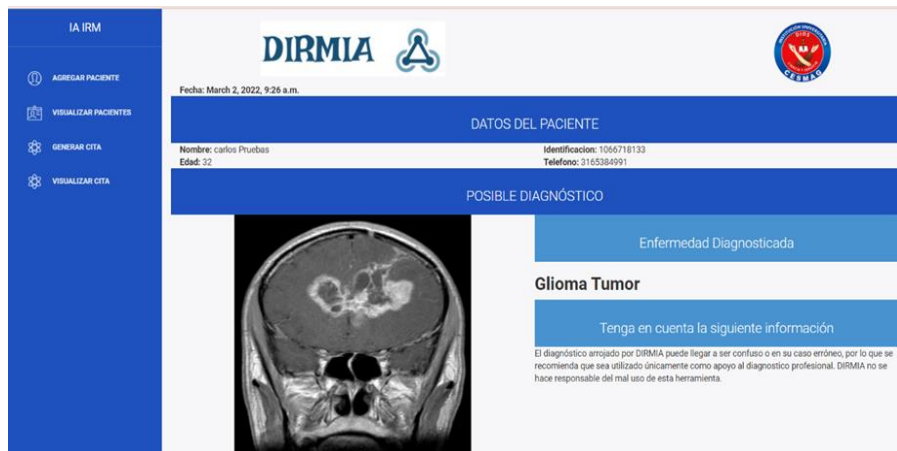 IA IRM
AGREGAR PACIENTE
VISUALIZAR PACIENTES
GENERAR CITA
VISUALIZAR CITA
DIRMIA
INSTITUCIÓN UNIVERSITARIA
CESMAG
Fecha: March 2, 2022, 9:26 a.m.
DATOS DEL PACIENTE
Nombre: carlos Pruebas
Identificacion: 1066718133
Edad: 32
Telefono: 3165384991
POSIBLE DIAGNÓSTICO
Enfermedad Diagnosticada
Glioma Tumor
Tenga en cuenta la siguiente información
El diagnóstico arrojado por DIRMIA puede llegar a ser confuso o en su caso erróneo, por lo que se
recomienda que sea utilizado únicamente como apoyo al diagnostico profesional. DIRMIA no se
hace responsable del mal uso de esta herramienta.